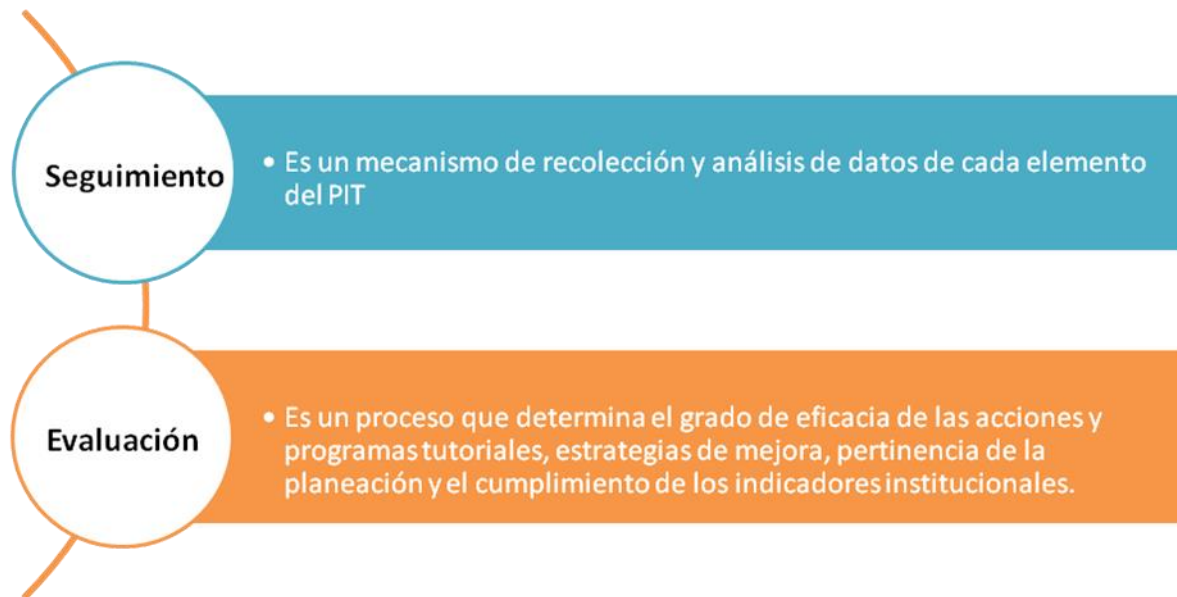 Seguimiento
• Es un mecanismo de recolección y análisis de datos de cada elemento
del PIT
Evaluación
• Es un proceso que determina el grado de eficacia de las acciones y
programas tutoriales, estrategias de mejora, pertinencia de la
planeación y el cumplimiento de los indicadores institucionales.